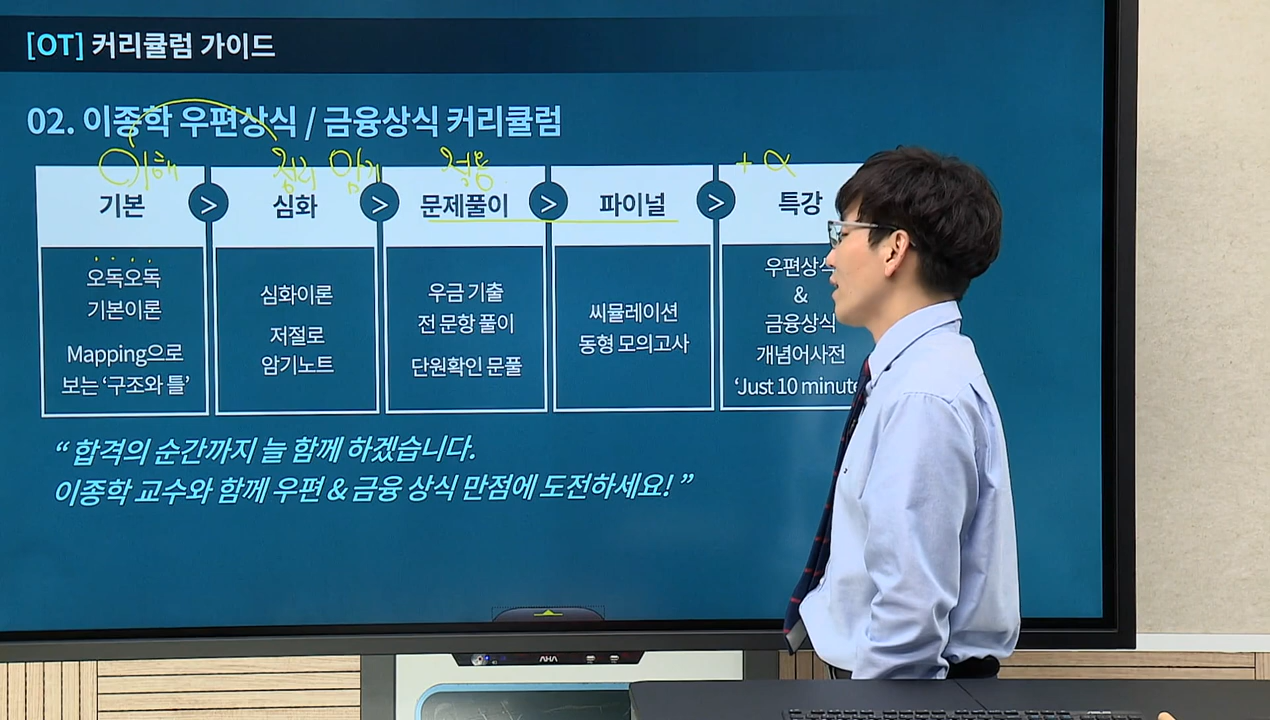 [OT] 커리큘럼 가이드
02. 이종학 우편상식 / 금융상식 커리큘럼
이해 정리 암기 적용 +α
기본 > 심화 > 문제풀이 > 파이널 > 특강
오독오독
기본이론
Mapping으로
보는 ‘구조와 틀’
심화이론
저절로
암기노트
우금 기출
전 문항 풀이
단원확인 문풀
씨뮬레이션
동형 모의고사
우편상식
&
금융상식
개념어사전
‘Just 10 minute
“ 합격의 순간까지 늘 함께 하겠습니다.
이종학 교수와 함께 우편 & 금융 상식 만점에 도전하세요! ”
AHA